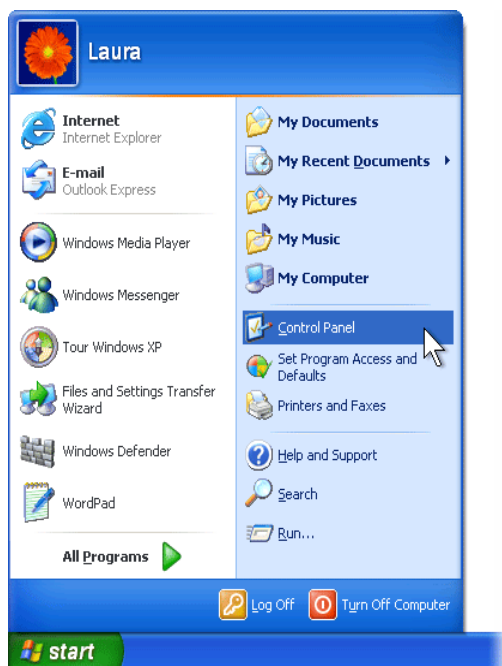 Laura
Internet
Internet Explorer
E-mail
Outlook Express
Windows Media Player
Windows Messenger
Tour Windows XP
Files and Settings Transfer
Wizard
Windows Defender
WordPad
All Programs
My Documents
My Recent Documents
My Pictures
My Music
My Computer
Control Panel
Set Program Access and
Defaults
Printers and Faxes
Help and Support
Search
Run...
Log Off
Turn Off Computer
start